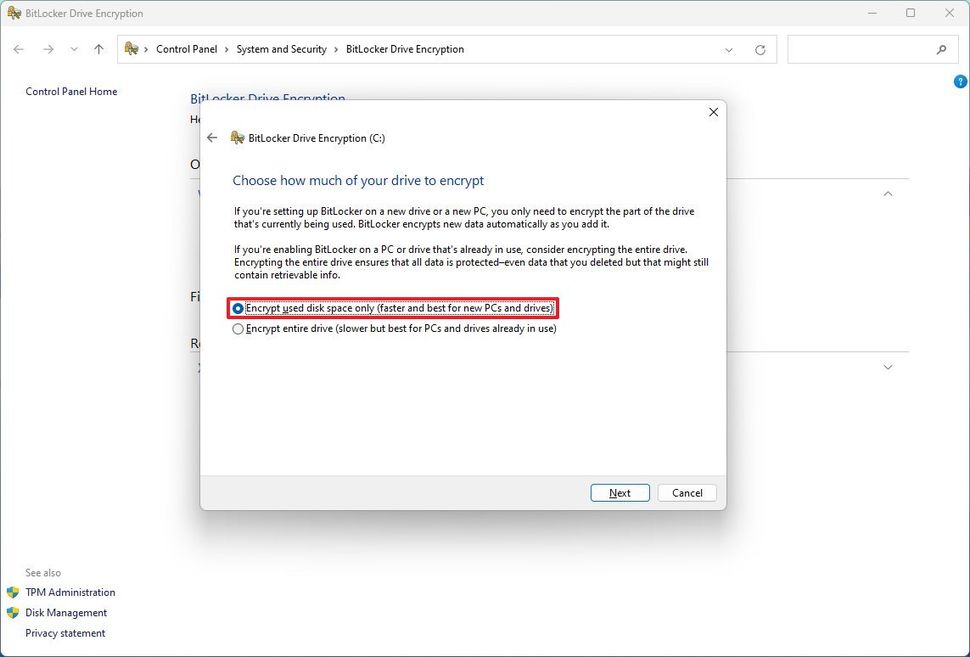 BitLocker Drive Encryption
Control Panel > System and Security > BitLocker Drive Encryption
Control Panel Home
BitLocker Drive Encryption
BitLocker Drive Encryption (C:)
Choose how much of your drive to encrypt
If you're setting up BitLocker on a new drive or a new PC, you only need to encrypt the part of the drive
that's currently being used. BitLocker encrypts new data automatically as you add it.
If you're enabling BitLocker on a PC or drive that's already in use, consider encrypting the entire drive.
Encrypting the entire drive ensures that all data is protected–even data that you deleted but that might still
contain retrievable info.
Encrypt used disk space only (faster and best for new PCs and drives)
Encrypt entire drive (slower but best for PCs and drives already in use)
Next
Cancel
See also
TPM Administration
Disk Management
Privacy statement